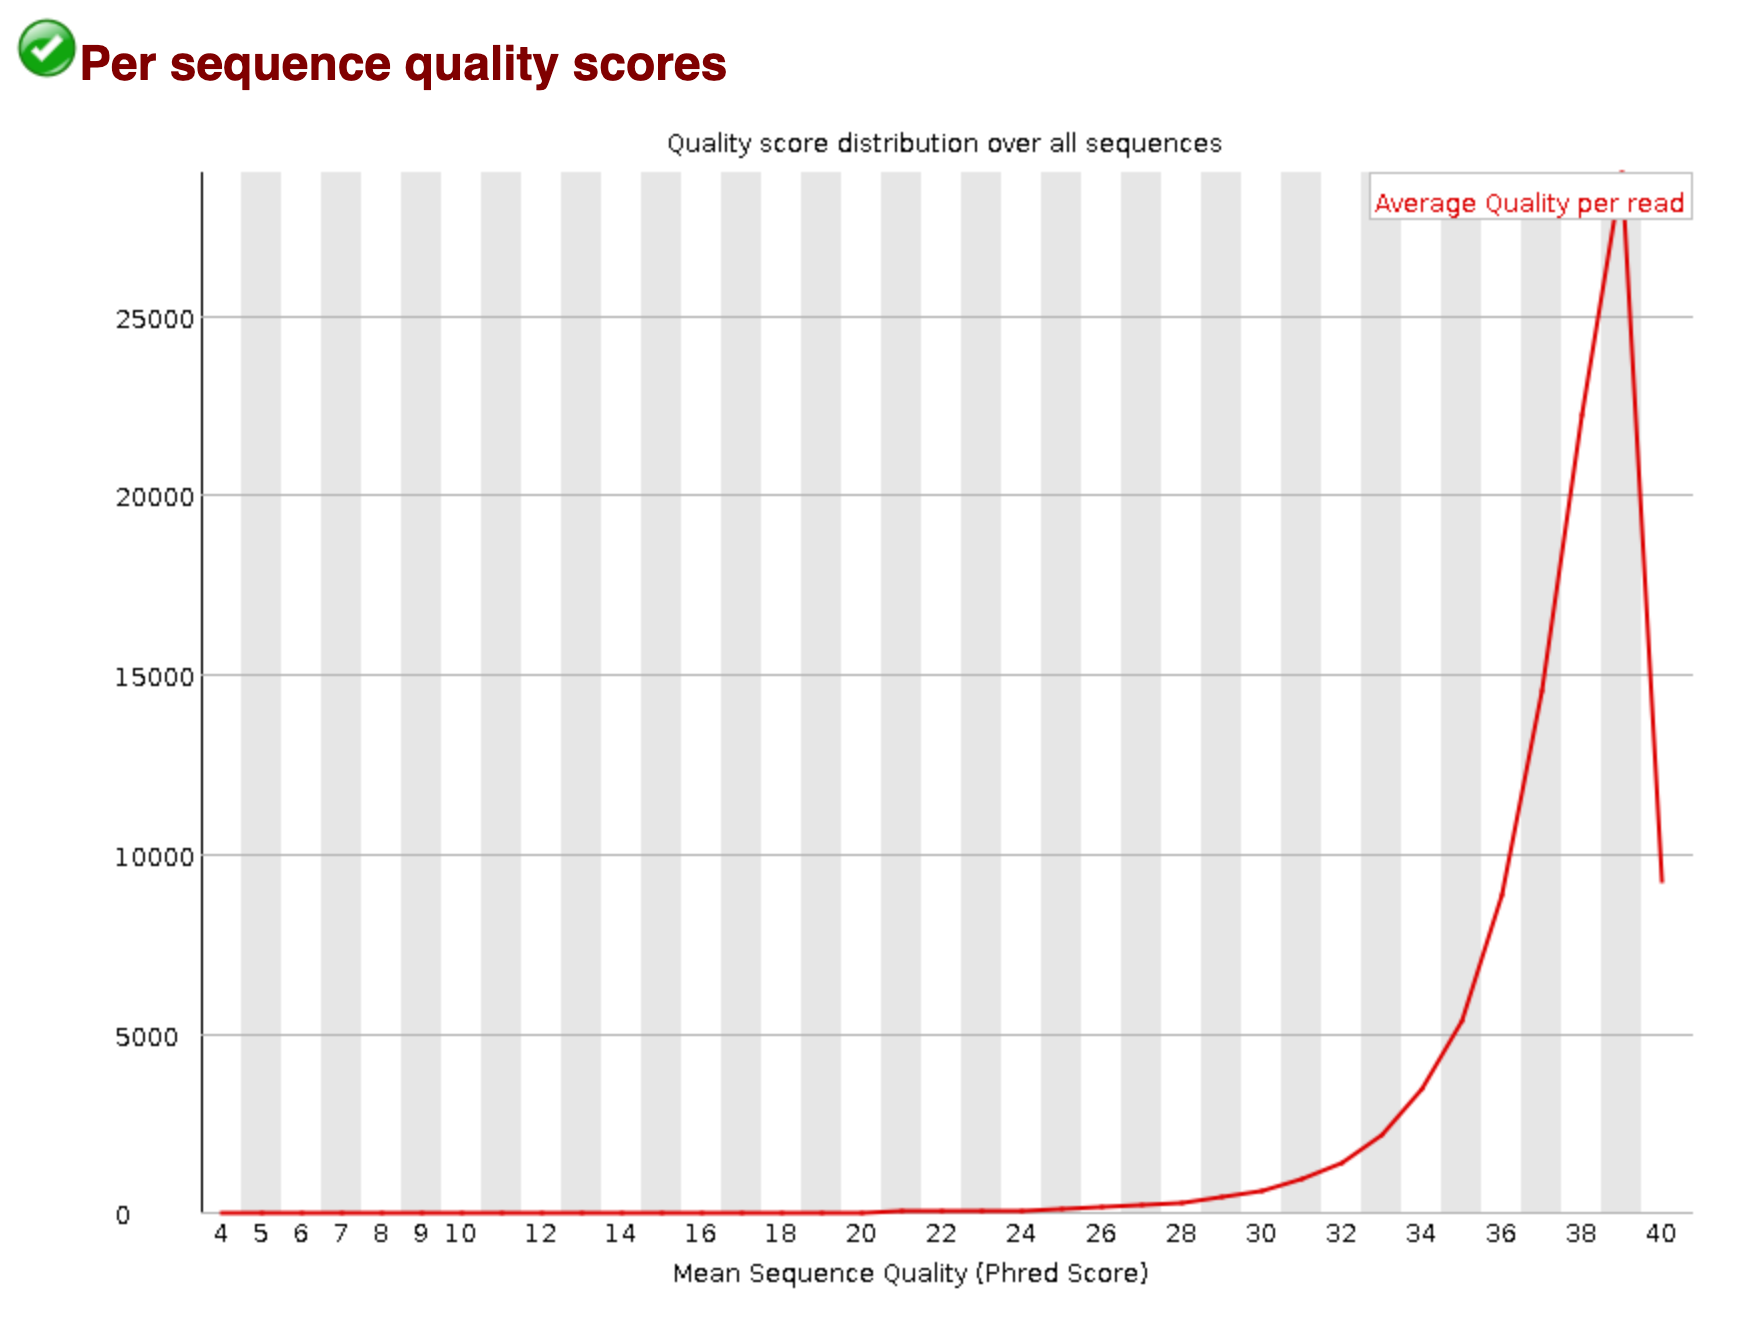 Per sequence quality scores
Quality score distribution over all sequences
Average Quality per read
25000
20000
15000
10000
5000
0
4 5 6 7 8 9 10 12 14 16 18 20 22 24 26 28 30 32 34 36 38 40
Mean Sequence Quality (Phred Score)